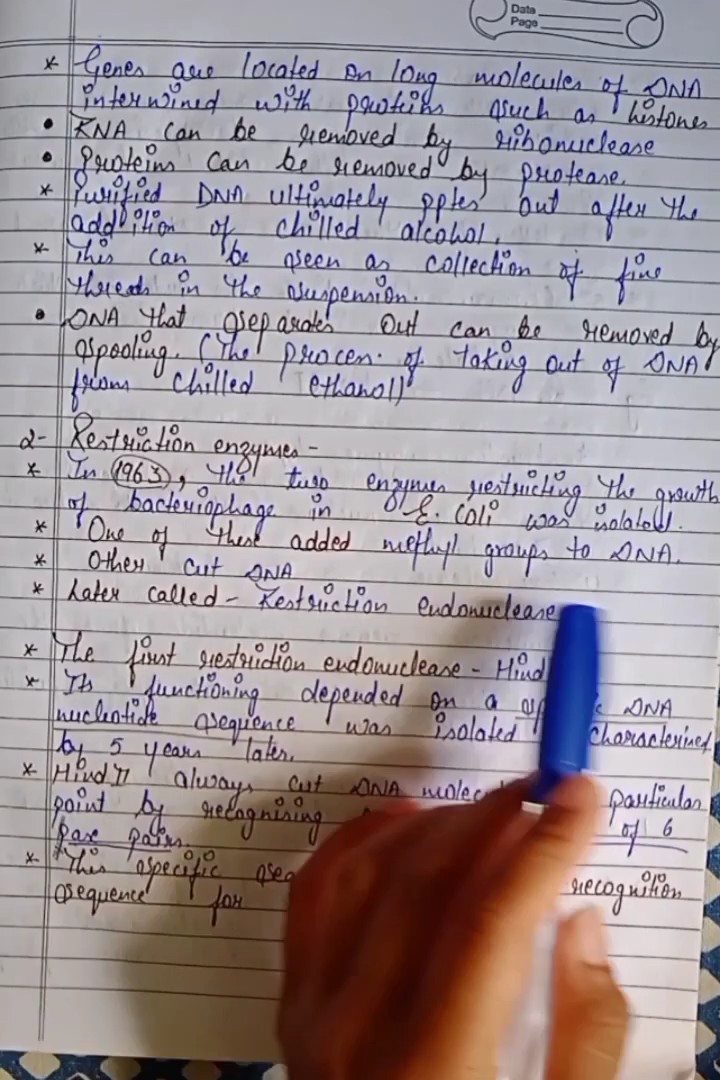 Date
Page
* Genes are located on long molecules of DNA
interwined with proteins such as histones
• RNA can be removed by ribonuclease
• Proteins can be removed by protease.
* Purified DNA ultimately pptes out after the
addition of chilled alcohol.
* This can be seen as collection of fine
threads in the suspension.
• DNA that separates out can be removed by
spooling. (The process of taking out of DNA
from chilled ethanol)
2- Restriction enzymes -
* In 1963, the two enzymes restricting the growth
of bacteriophage in E. Coli was isolated.
* One of these added methyl groups to DNA.
* Other cut DNA
* Later called - Restriction endonuclease
* The first restriction endonuclease - Hind
* Its functioning depended on a DNA
nucleotide sequence was isolated characterised
by 5 years later.
* Hind II always cut DNA particular
point by recognising of 6
base pairs.
* This specific recognition
sequence for